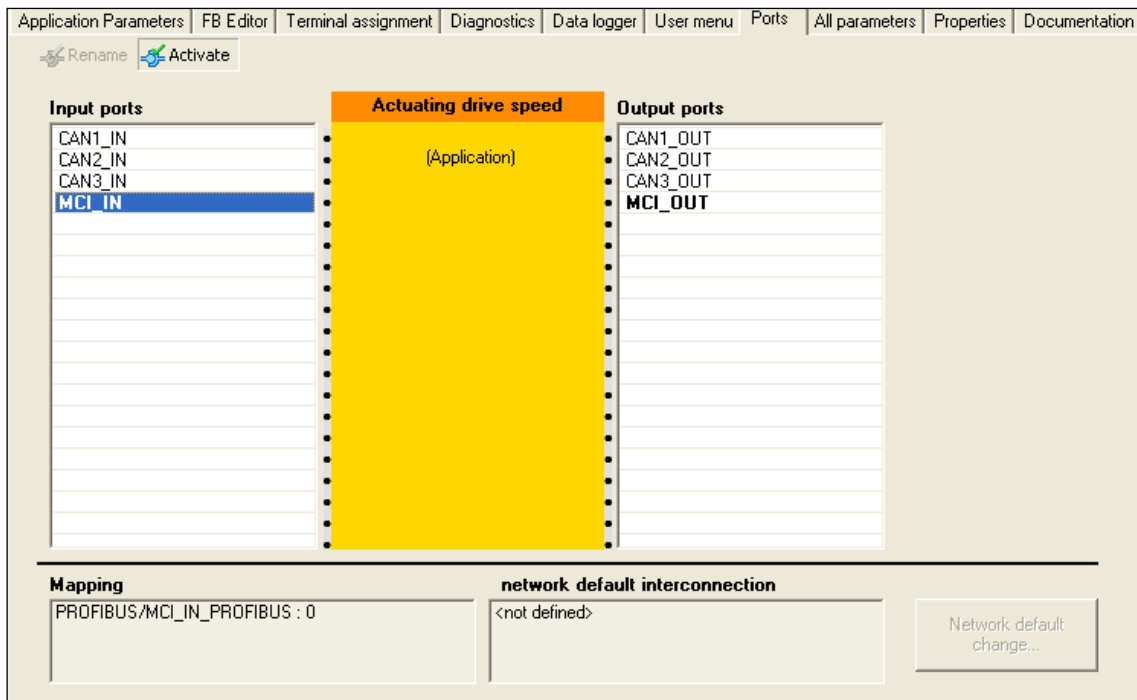 Application Parameters FB Editor Terminal assignment Diagnostics Data logger User menu Ports All parameters Properties Documentation
Rename Activate
Input ports Actuating drive speed Output ports
CAN1_IN (Application) CAN1_OUT
CAN2_IN CAN2_OUT
CAN3_IN CAN3_OUT
MCI_IN MCI_OUT
Mapping network default interconnection
PROFIBUS/MCI_IN_PROFIBUS : 0 <not defined>
Network default
change...